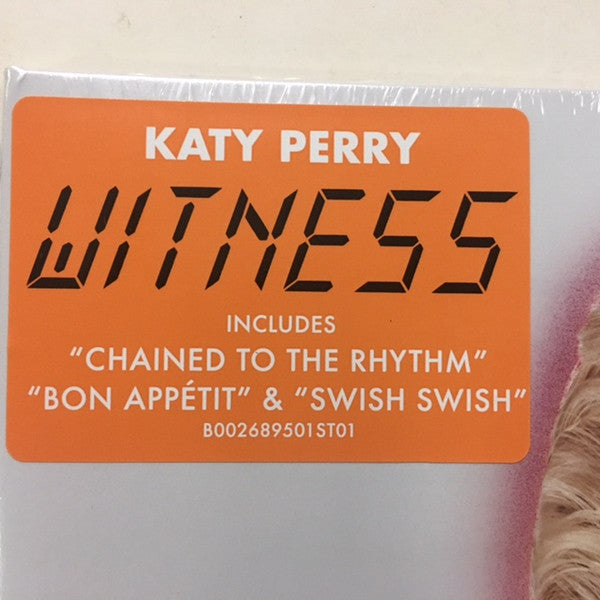 KATY PERRY
WITNESS
INCLUDES
“CHAINED TO THE RHYTHM”
“BON APPÉTIT” & “SWISH SWISH”
B002689501ST01